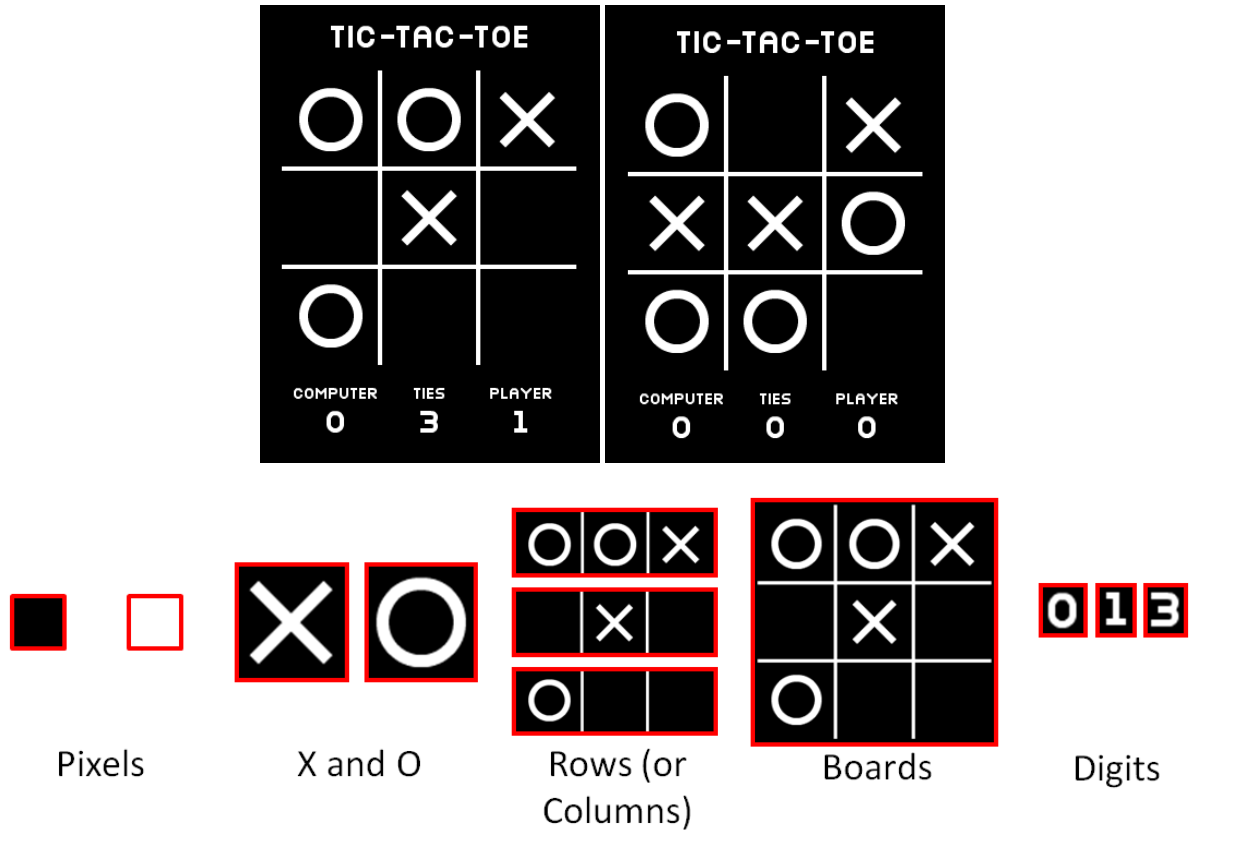 TIC-TAC-TOE
COMPUTER TIES PLAYER
0 3 1
TIC-TAC-TOE
COMPUTER TIES PLAYER
0 0 0
0 1 3
Pixels
X and O
Rows (or
Columns)
Boards
Digits